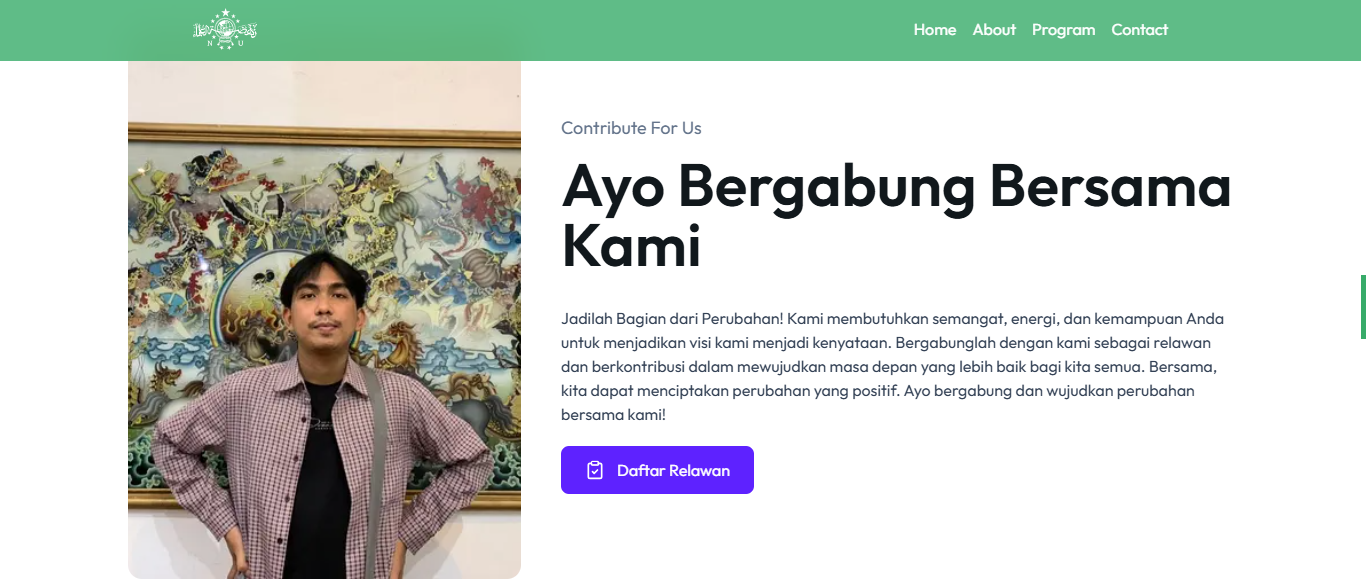 N U
Home About Program Contact
Contribute For Us
Ayo Bergabung Bersama
Kami
Jadilah Bagian dari Perubahan! Kami membutuhkan semangat, energi, dan kemampuan Anda
untuk menjadikan visi kami menjadi kenyataan. Bergabunglah dengan kami sebagai relawan
dan berkontribusi dalam mewujudkan masa depan yang lebih baik bagi kita semua. Bersama,
kita dapat menciptakan perubahan yang positif. Ayo bergabung dan wujudkan perubahan
bersama kami!
Daftar Relawan